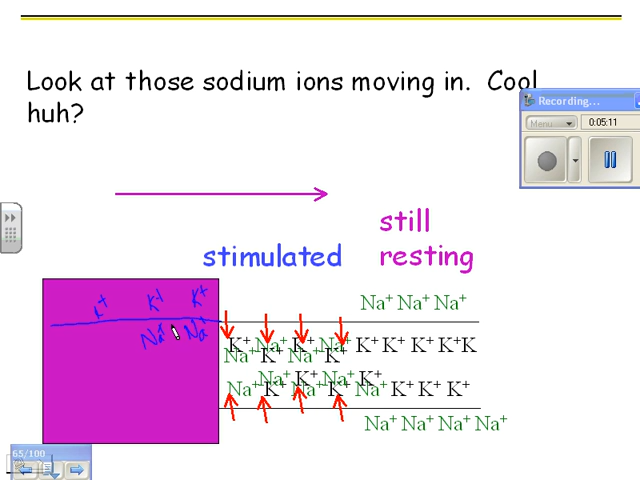 Look at those sodium ions moving in. Cool
huh?
Recording...
Menu
0:05:11
still
stimulated resting
K⁺ K⁺ K⁺
Na⁺ Na⁺ Na⁺
Na⁺ Na⁺
K⁺ Na⁺ K⁺ Na⁺ K⁺ K⁺ K⁺ K⁺K
Na⁺ K⁺ Na⁺ K⁺
Na⁺ K⁺ Na⁺ K⁺
Na⁺ K⁺ Na⁺ K⁺ Na⁺ K⁺ K⁺ K⁺
Na⁺ Na⁺ Na⁺ Na⁺
65/100